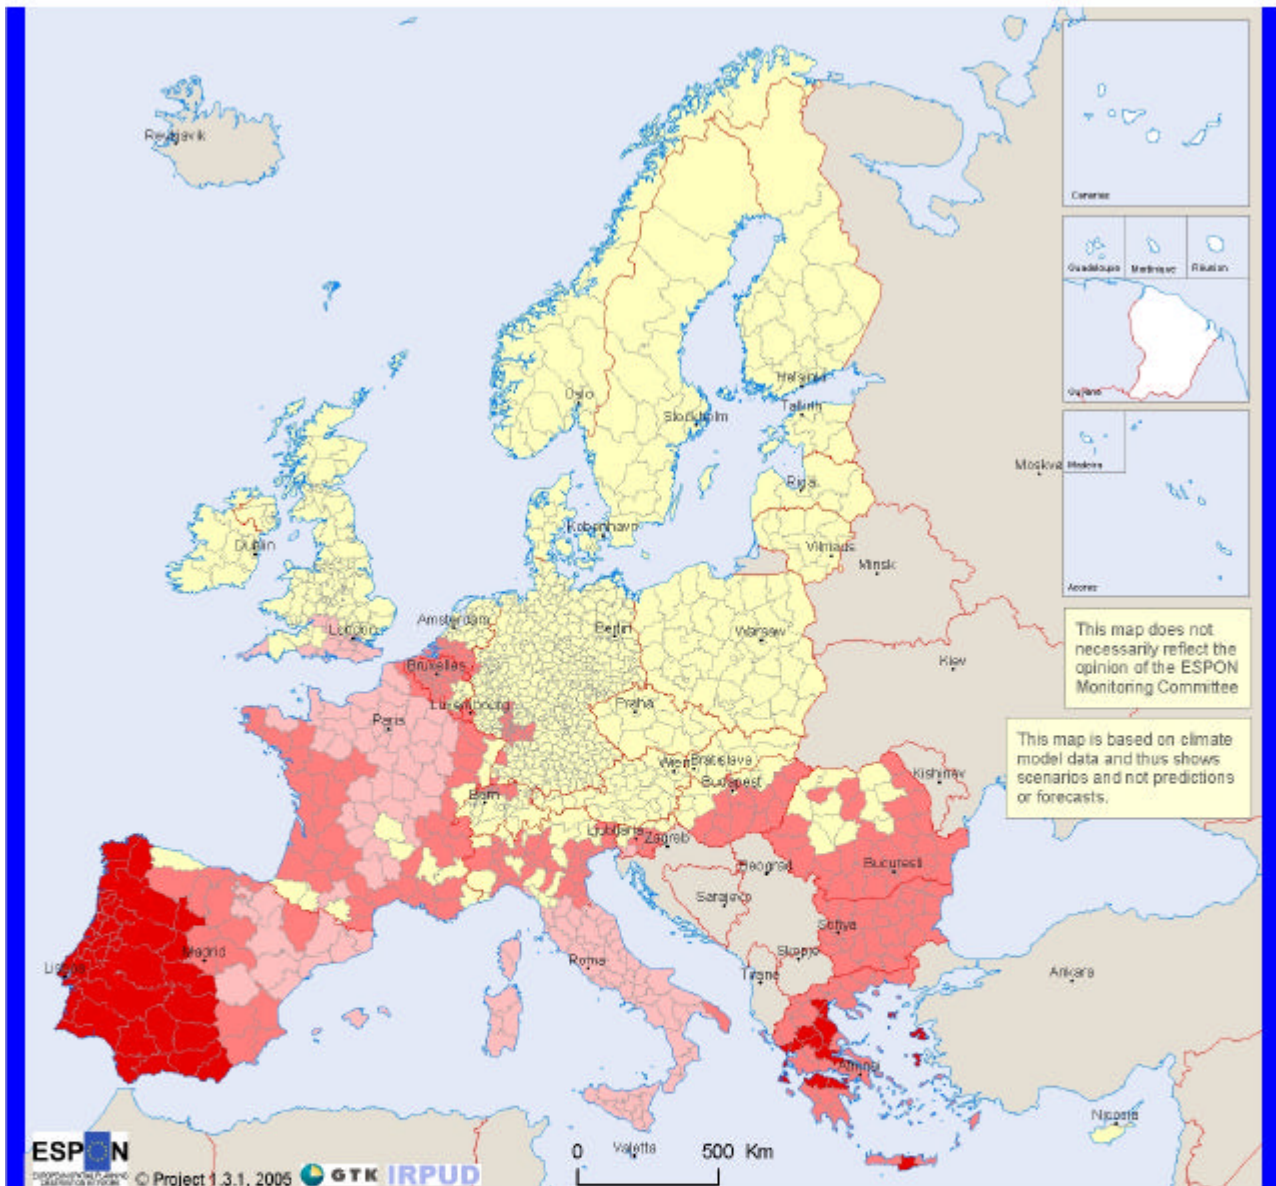 Reykjavik
Canarias
Guadeloupe
Martinique
Réunion
Guyane
Helsinki
Oslo
Tallinn
Stockholm
Moskva
Madeira
Riga
København
Dublin
Vilnius
Minsk
Acores
Amsterdam
Berlin
London
Warsaw
This map does not
necessarily reflect the
opinion of the ESPON
Monitoring Committee
Kiev
Bruxelles
Luxembourg
Praha
Paris
This map is based on climate
model data and thus shows
scenarios and not predictions
or forecasts.
Wien
Bratislava
Kishinev
Budapest
Bern
Ljubljana
Zagreb
Beograd
Bucuresti
Sarajevo
Sofiya
Madrid
Skopje
Roma
Lisboa
Tirane
Ankara
Athinai
Nicosia
Valetta
0 500 Km
ESPON
© Project 1.3.1, 2005
GTK
IRPUD